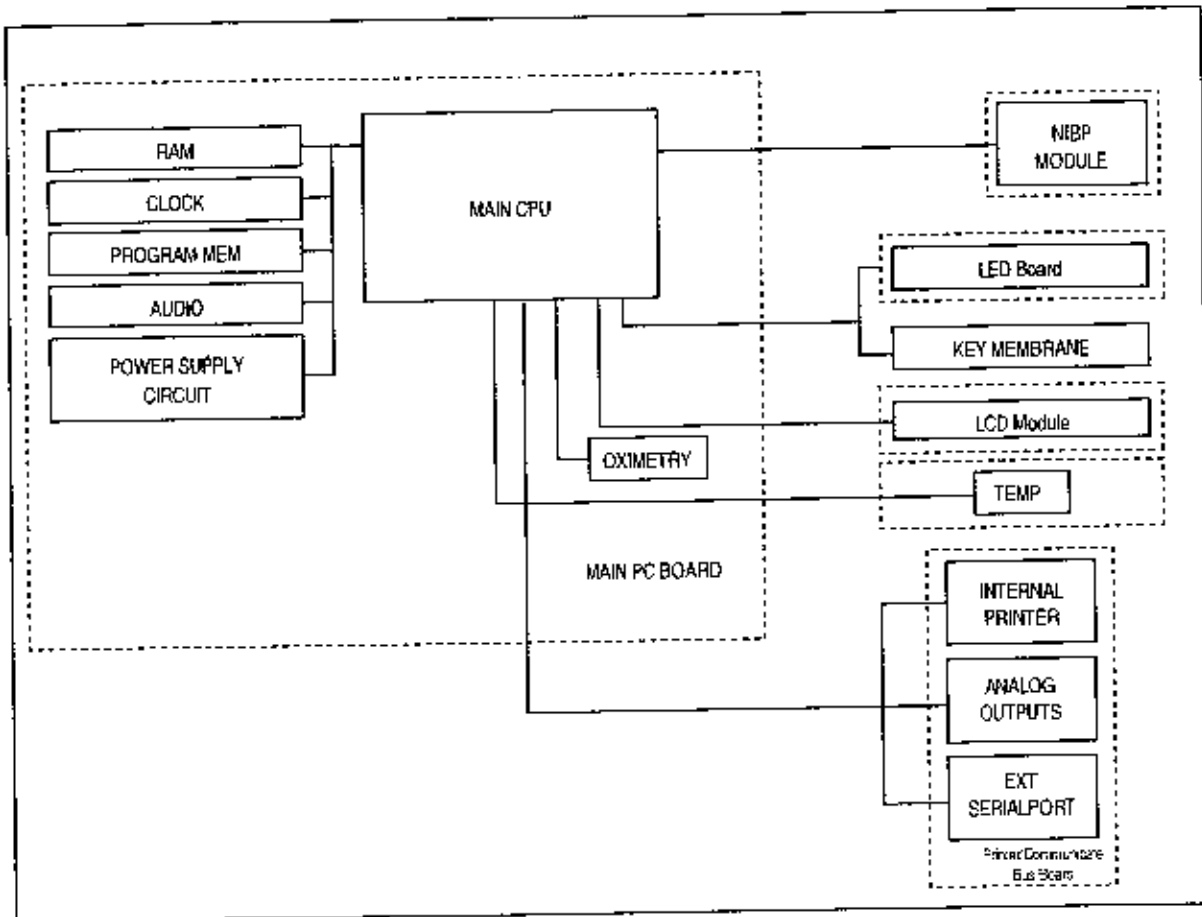 RAM
CLOCK
PROGRAM MEM
AUDIO
POWER SUPPLY
CIRCUIT
MAIN CPU
OXIMETRY
MAIN PC BOARD
NIBP
MODULE
LED Board
KEY MEMBRANE
LCD Module
TEMP
INTERNAL
PRINTER
ANALOG
OUTPUTS
EXT
SERIALPORT
Bus Board